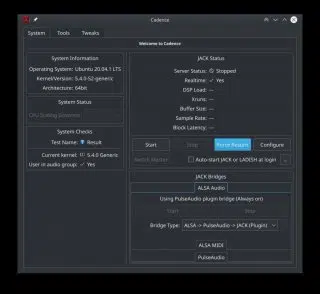 Cadence
System
Tools
Tweaks
Welcome to Cadence
System Information
Operating System: Ubuntu 20.04.1 LTS
Kernel Version: 5.4.0-52-generic
Architecture: 64bit
System Status
CPU Scaling Governor
System Checks
Test Name: Result
Current kernel: 5.4.0 Generic
User in audio group: Yes
JACK Status
Server Status: Stopped
Realtime: Yes
DSP Load: ---
Xruns: ---
Buffer Size: ---
Sample Rate: ---
Block Latency: ---
Start
Stop
Force Restart
Configure
Switch Master
Auto-start JACK or LADISH at login
...
JACK Bridges
ALSA Audio
Using PulseAudio plugin bridge (Always on)
Start
Stop
Bridge Type: ALSA -> PulseAudio -> JACK (Plugin)
ALSA MIDI
PulseAudio